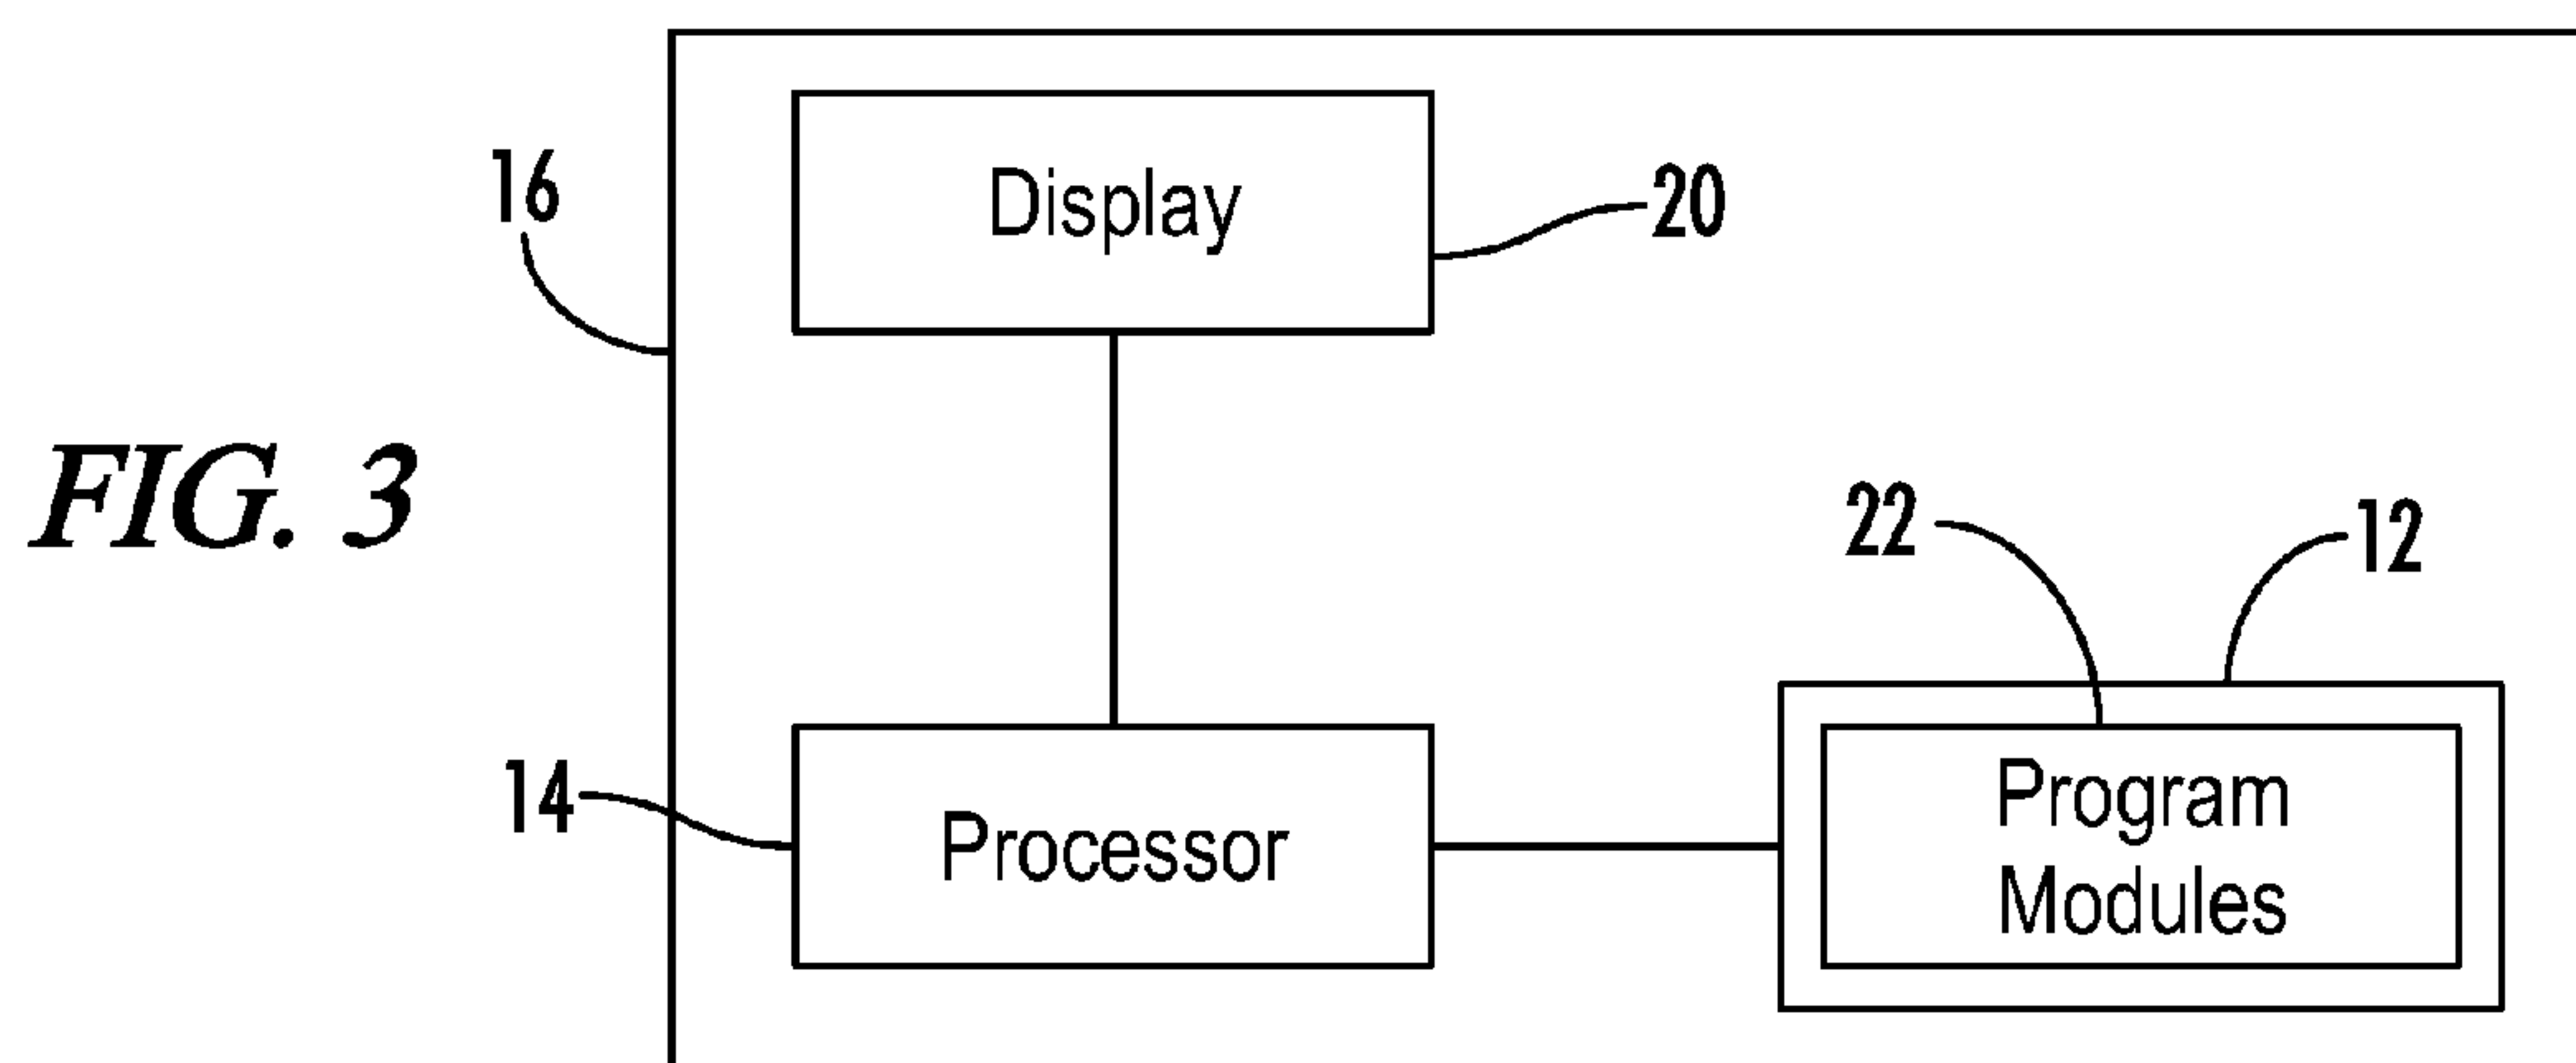 16
Display
20
FIG. 3
22
12
14
Processor
Program
Modules